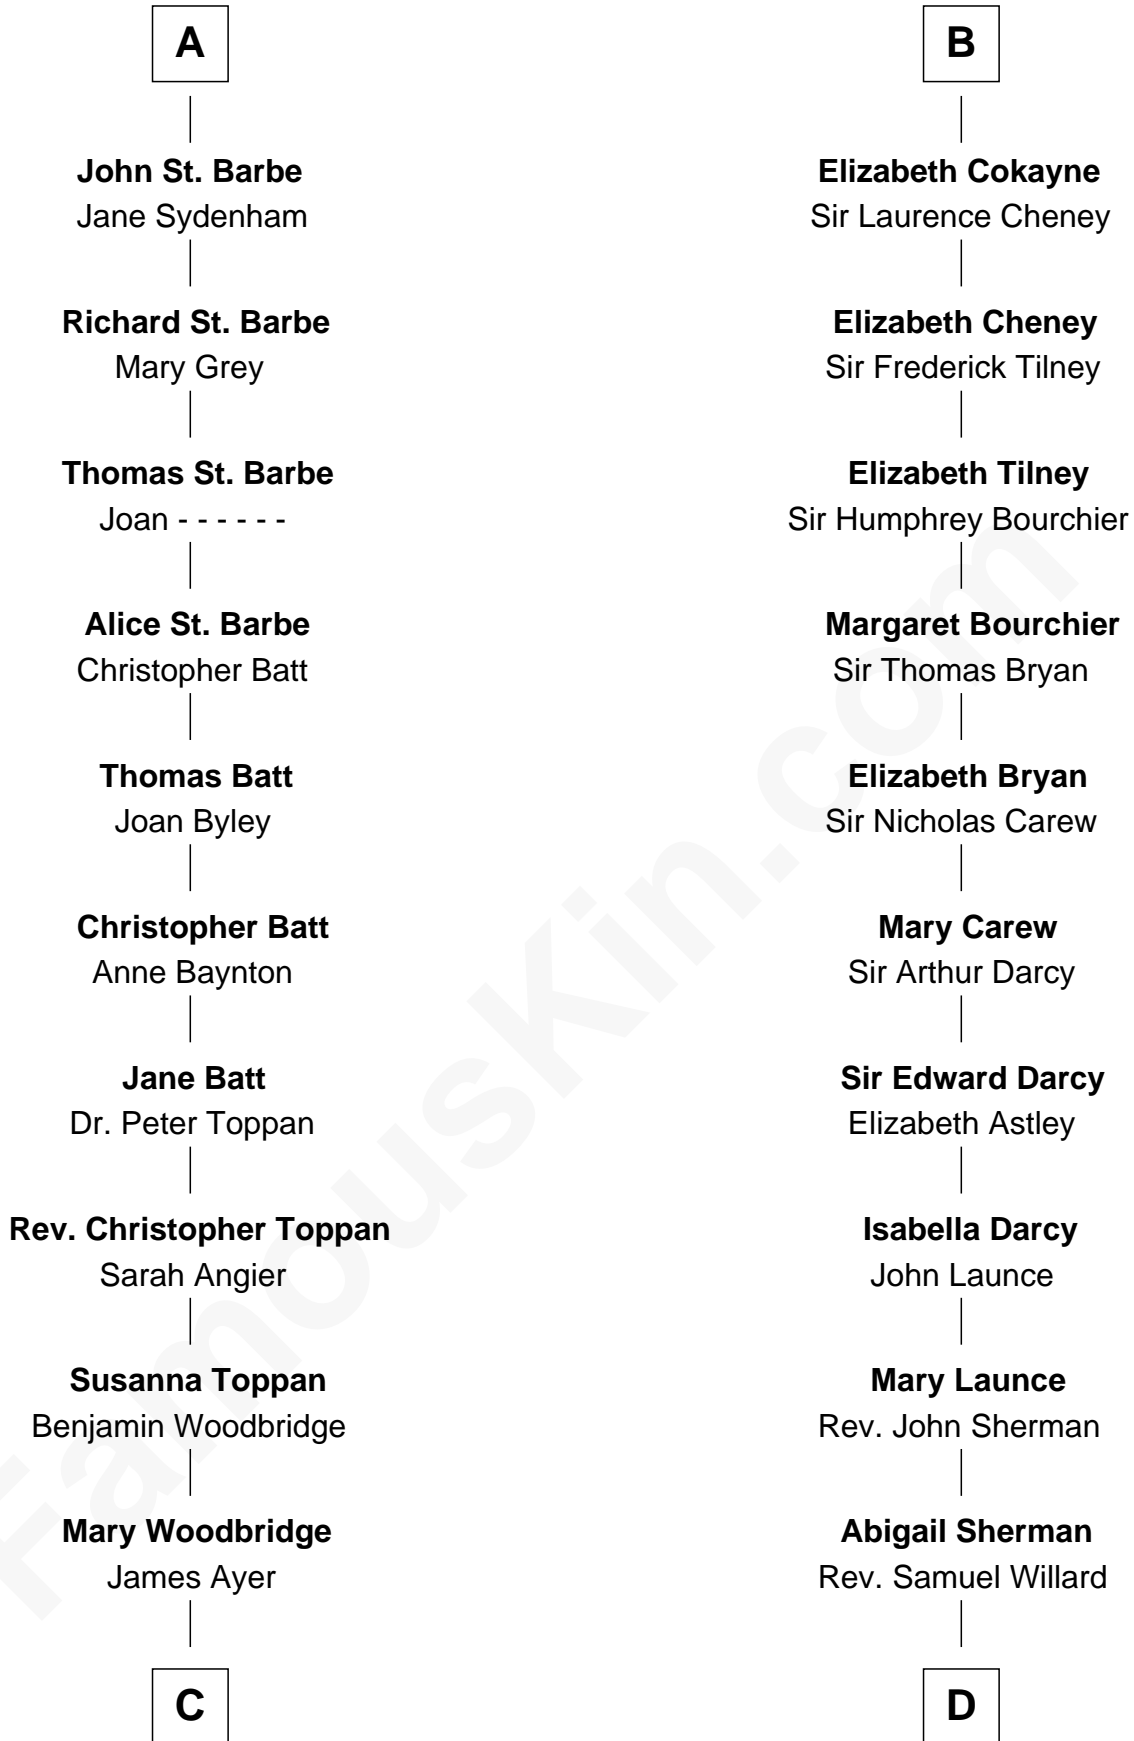 A
John St. Barbe
Jane Sydenham
Richard St. Barbe
Mary Grey
Thomas St. Barbe
Joan - - - - - -
Alice St. Barbe
Christopher Batt
Thomas Batt
Joan Byley
Christopher Batt
Anne Baynton
Jane Batt
Dr. Peter Toppan
Rev. Christopher Toppan
Sarah Angier
Susanna Toppan
Benjamin Woodbridge
Mary Woodbridge
James Ayer
C
B
Elizabeth Cokayne
Sir Laurence Cheney
Elizabeth Cheney
Sir Frederick Tilney
Elizabeth Tilney
Sir Humphrey Bourchier
Margaret Bourchier
Sir Thomas Bryan
Elizabeth Bryan
Sir Nicholas Carew
Mary Carew
Sir Arthur Darcy
Sir Edward Darcy
Elizabeth Astley
Isabella Darcy
John Launce
Mary Launce
Rev. John Sherman
Abigail Sherman
Rev. Samuel Willard
D
FamousKin.com